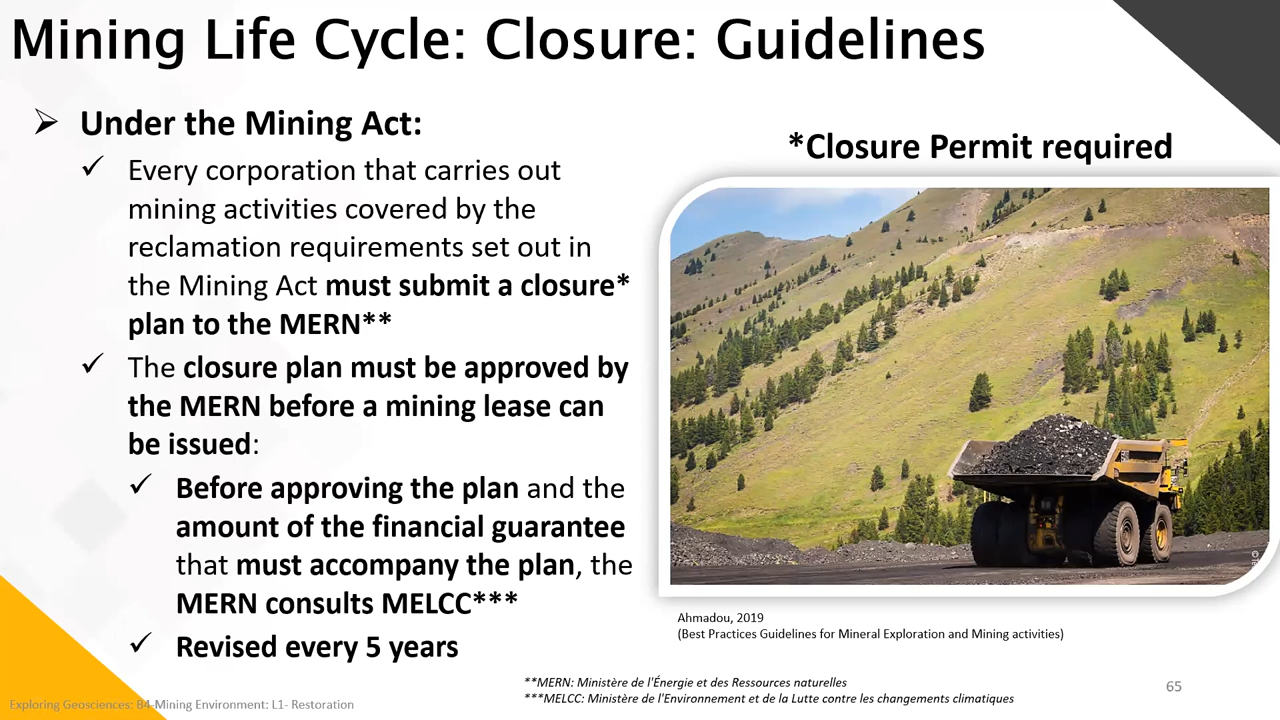 Mining Life Cycle: Closure: Guidelines
Under the Mining Act:
Every corporation that carries out
mining activities covered by the
reclamation requirements set out in
the Mining Act must submit a closure*
plan to the MERN**
The closure plan must be approved by
the MERN before a mining lease can
be issued:
Before approving the plan and the
amount of the financial guarantee
that must accompany the plan, the
MERN consults MELCC***
Revised every 5 years
*Closure Permit required
Ahmadou, 2019
(Best Practices Guidelines for Mineral Exploration and Mining activities)
**MERN: Ministère de l'Énergie et des Ressources naturelles
***MELCC: Ministère de l'Environnement et de la Lutte contre les changements climatiques
65
Exploring Geosciences: B4-Mining Environment: L1- Restoration